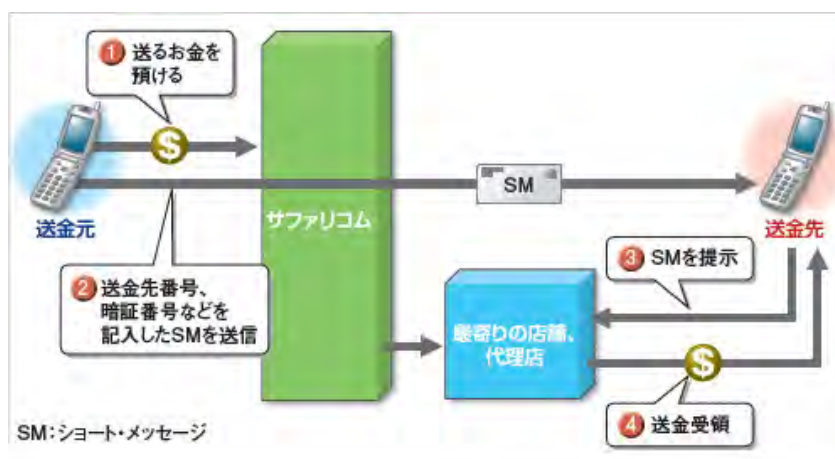 1 送るお金を
預ける
$
SM
送金元
サファリコム
送金先
2 送金先番号、
暗証番号などを
記入したSMを送信
3 SMを提示
最寄りの店舗、
代理店
$
4 送金受領
SM:ショート・メッセージ